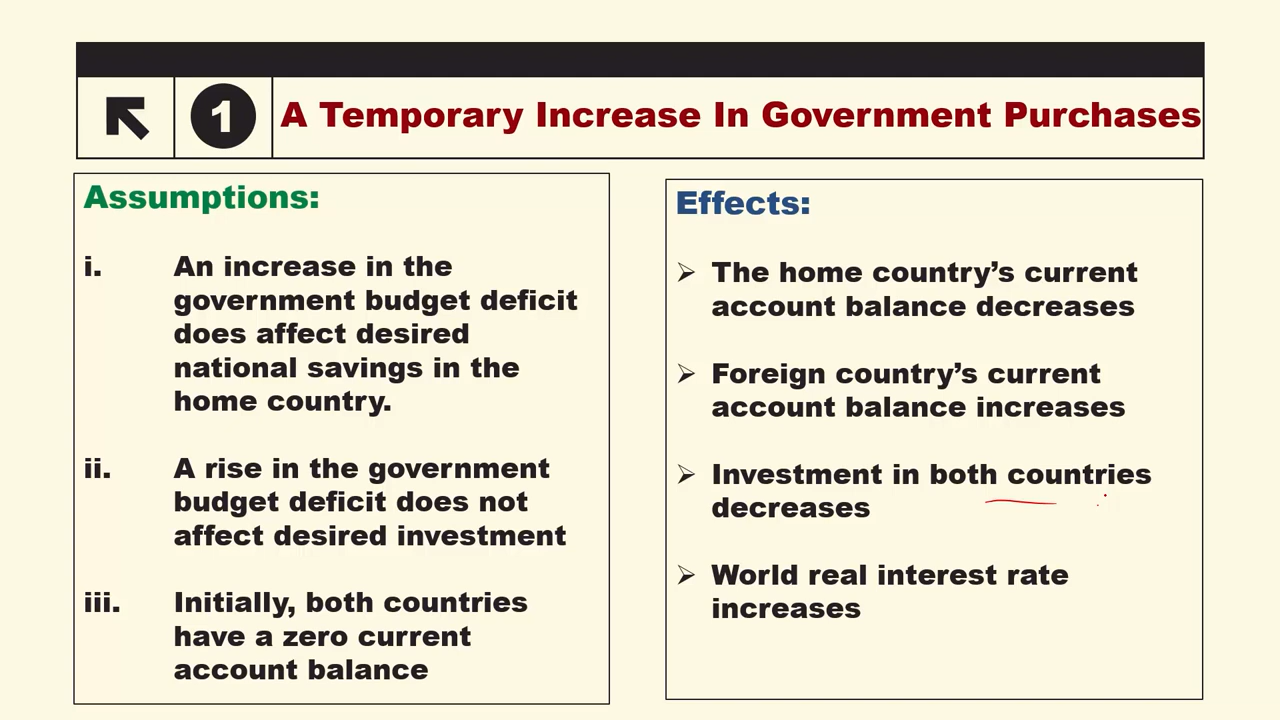 1
A Temporary Increase In Government Purchases
Assumptions:
i. An increase in the
government budget deficit
does affect desired
national savings in the
home country.
ii. A rise in the government
budget deficit does not
affect desired investment
iii. Initially, both countries
have a zero current
account balance
Effects:
➢ The home country’s current
account balance decreases
➢ Foreign country’s current
account balance increases
➢ Investment in both countries
decreases
➢ World real interest rate
increases